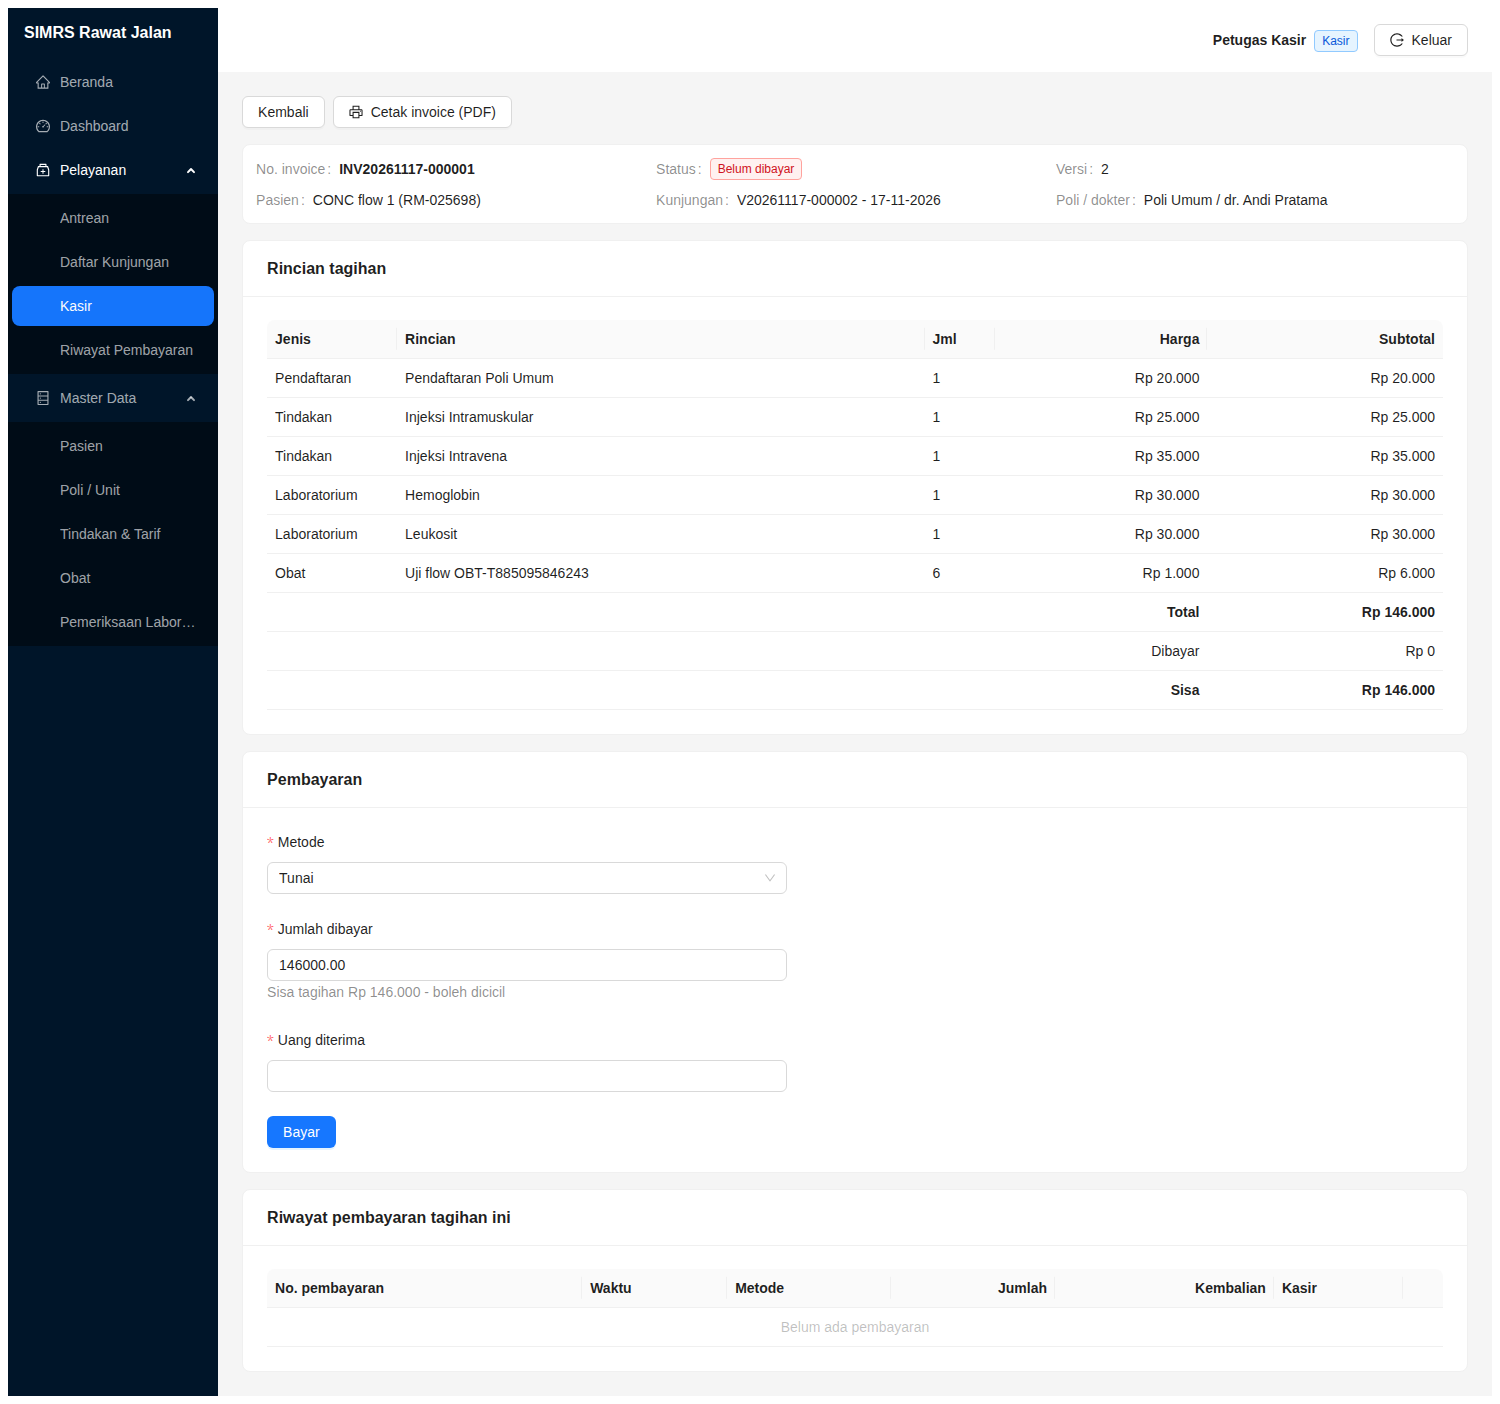 SIMRS Rawat Jalan
Petugas Kasir Kasir Keluar
Beranda
Dashboard
Pelayanan
Antrean
Daftar Kunjungan
Kasir
Riwayat Pembayaran
Master Data
Pasien
Poli / Unit
Tindakan & Tarif
Obat
Pemeriksaan Labor…
Kembali Cetak invoice (PDF)
No. invoice : INV20261117-000001 Status : Belum dibayar Versi : 2
Pasien : CONC flow 1 (RM-025698) Kunjungan : V20261117-000002 - 17-11-2026 Poli / dokter : Poli Umum / dr. Andi Pratama
Rincian tagihan
Jenis Rincian Jml Harga Subtotal
Pendaftaran Pendaftaran Poli Umum 1 Rp 20.000 Rp 20.000
Tindakan Injeksi Intramuskular 1 Rp 25.000 Rp 25.000
Tindakan Injeksi Intravena 1 Rp 35.000 Rp 35.000
Laboratorium Hemoglobin 1 Rp 30.000 Rp 30.000
Laboratorium Leukosit 1 Rp 30.000 Rp 30.000
Obat Uji flow OBT-T885095846243 6 Rp 1.000 Rp 6.000
Total Rp 146.000
Dibayar Rp 0
Sisa Rp 146.000
Pembayaran
* Metode
Tunai
* Jumlah dibayar
146000.00
Sisa tagihan Rp 146.000 - boleh dicicil
* Uang diterima
Bayar
Riwayat pembayaran tagihan ini
No. pembayaran Waktu Metode Jumlah Kembalian Kasir
Belum ada pembayaran